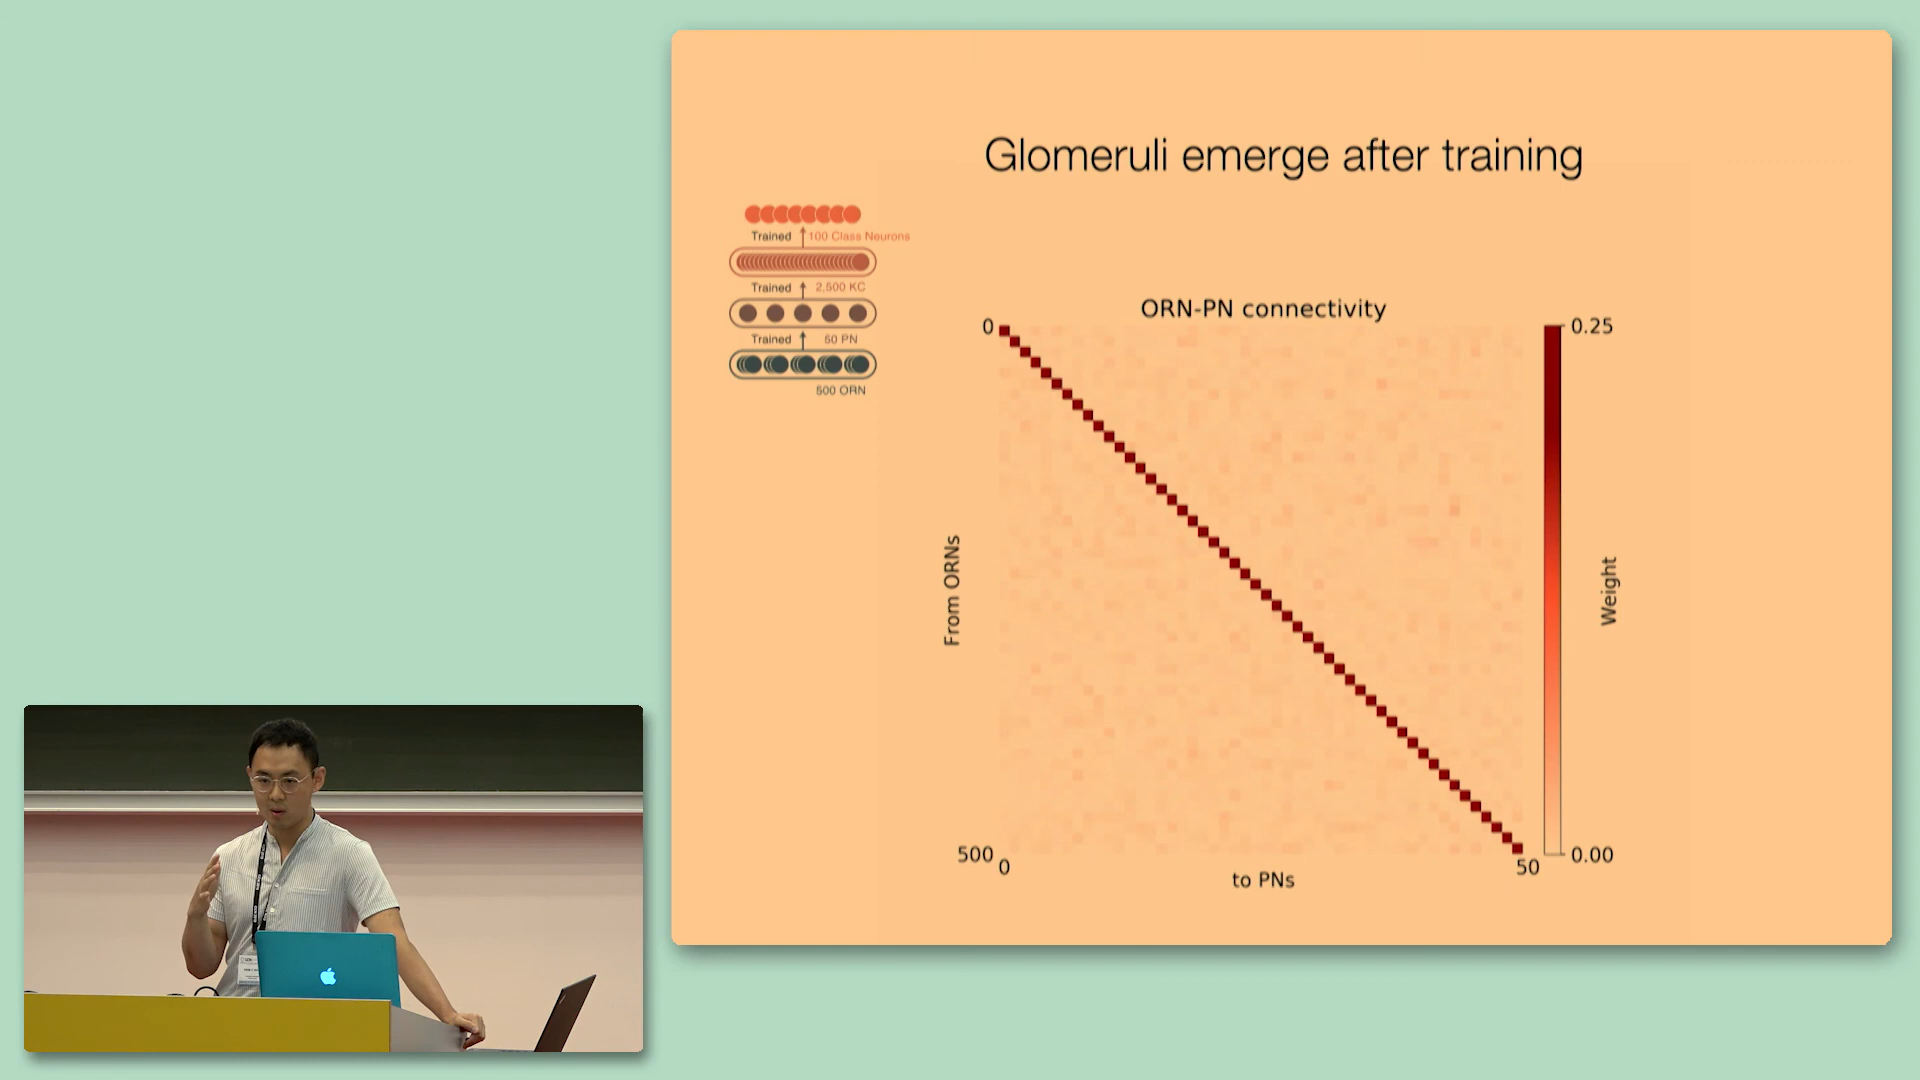 Glomeruli emerge after training
Trained
100 Class Neurons
Trained
2,500 KC
Trained
50 PN
500 ORN
ORN-PN connectivity
0
From ORNs
500
0
to PNs
50
0.25
Weight
0.00